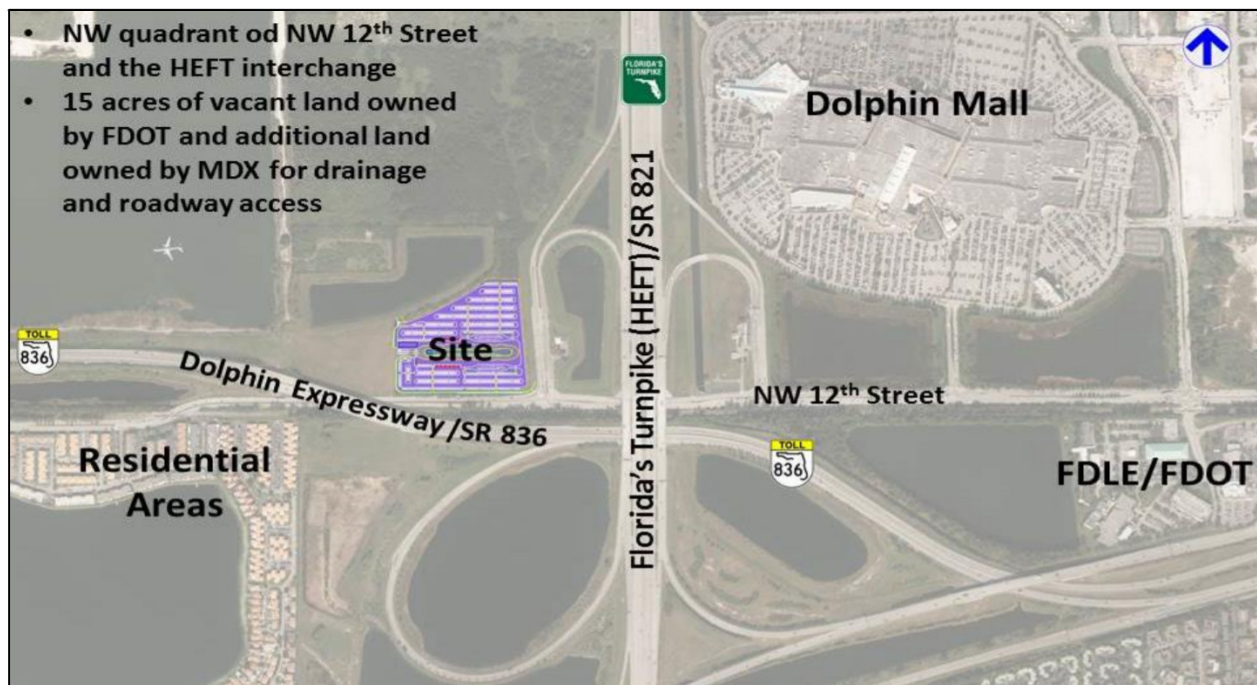 • NW quadrant od NW 12th Street
and the HEFT interchange
• 15 acres of vacant land owned
by FDOT and additional land
owned by MDX for drainage
and roadway access
FLORIDA'S
TURNPIKE
Dolphin Mall
Florida's Turnpike (HEFT)/SR 821
TOLL
836
Site
Dolphin Expressway/SR 836
NW 12th Street
Residential
Areas
TOLL
836
FDLE/FDOT